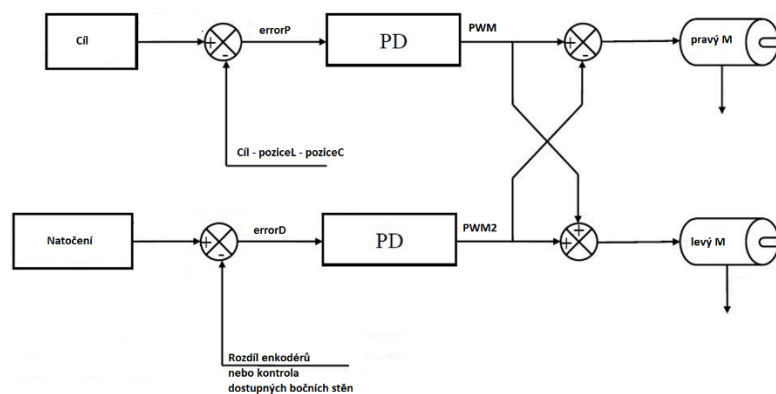 Cíl
errorP
PD
PWM
pravý M
+
-
+
-
Cíl - poziceL - poziceC
Natočení
errorD
PD
PWM2
levý M
+
-
+
+
Rozdíl enkodérů
nebo kontrola
dostupných bočních stěn